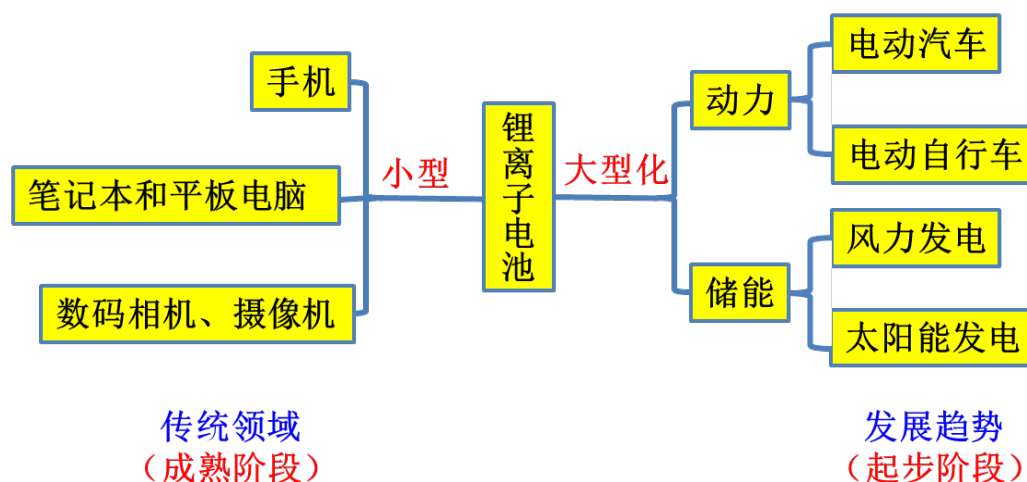 手机
笔记本和平板电脑
数码相机、摄像机
小型
锂离子电池
大型化
动力
电动汽车
电动自行车
储能
风力发电
太阳能发电
传统领域
（成熟阶段）
发展趋势
（起步阶段）